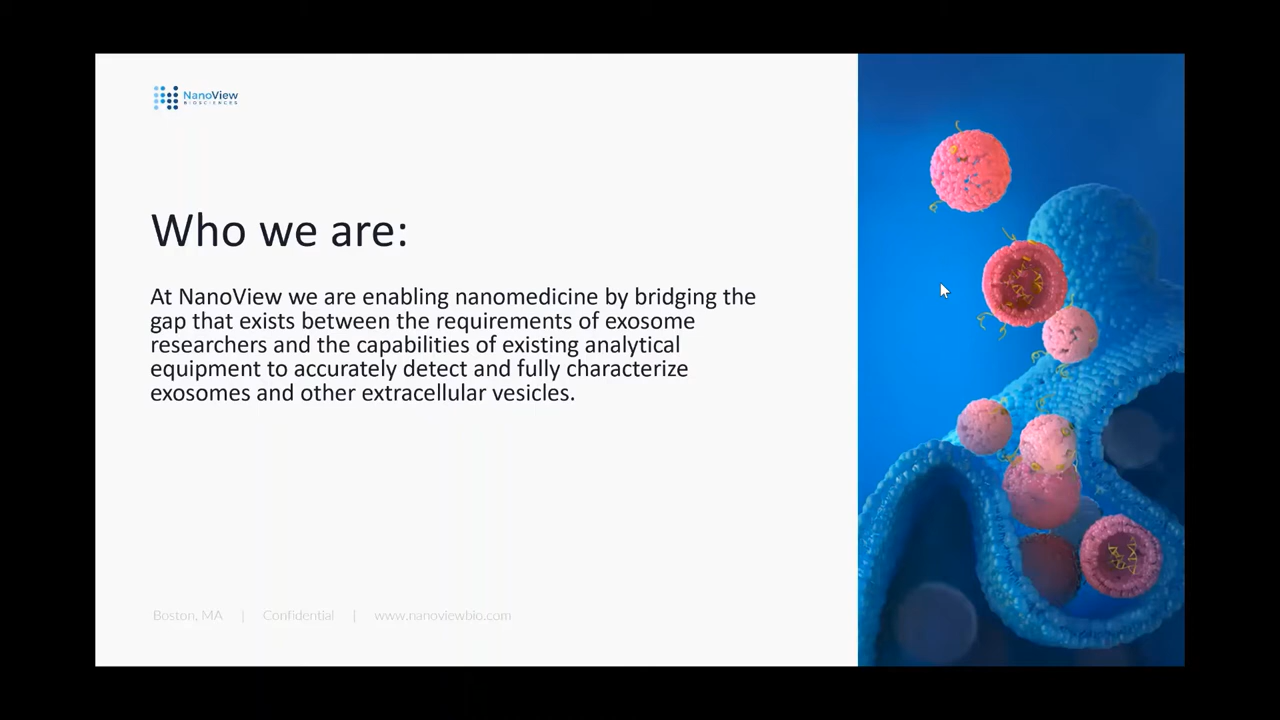 NanoView
BIOSCIENCES
Who we are:
At NanoView we are enabling nanomedicine by bridging the
gap that exists between the requirements of exosome
researchers and the capabilities of existing analytical
equipment to accurately detect and fully characterize
exosomes and other extracellular vesicles.
Boston, MA | Confidential | www.nanoviewbio.com